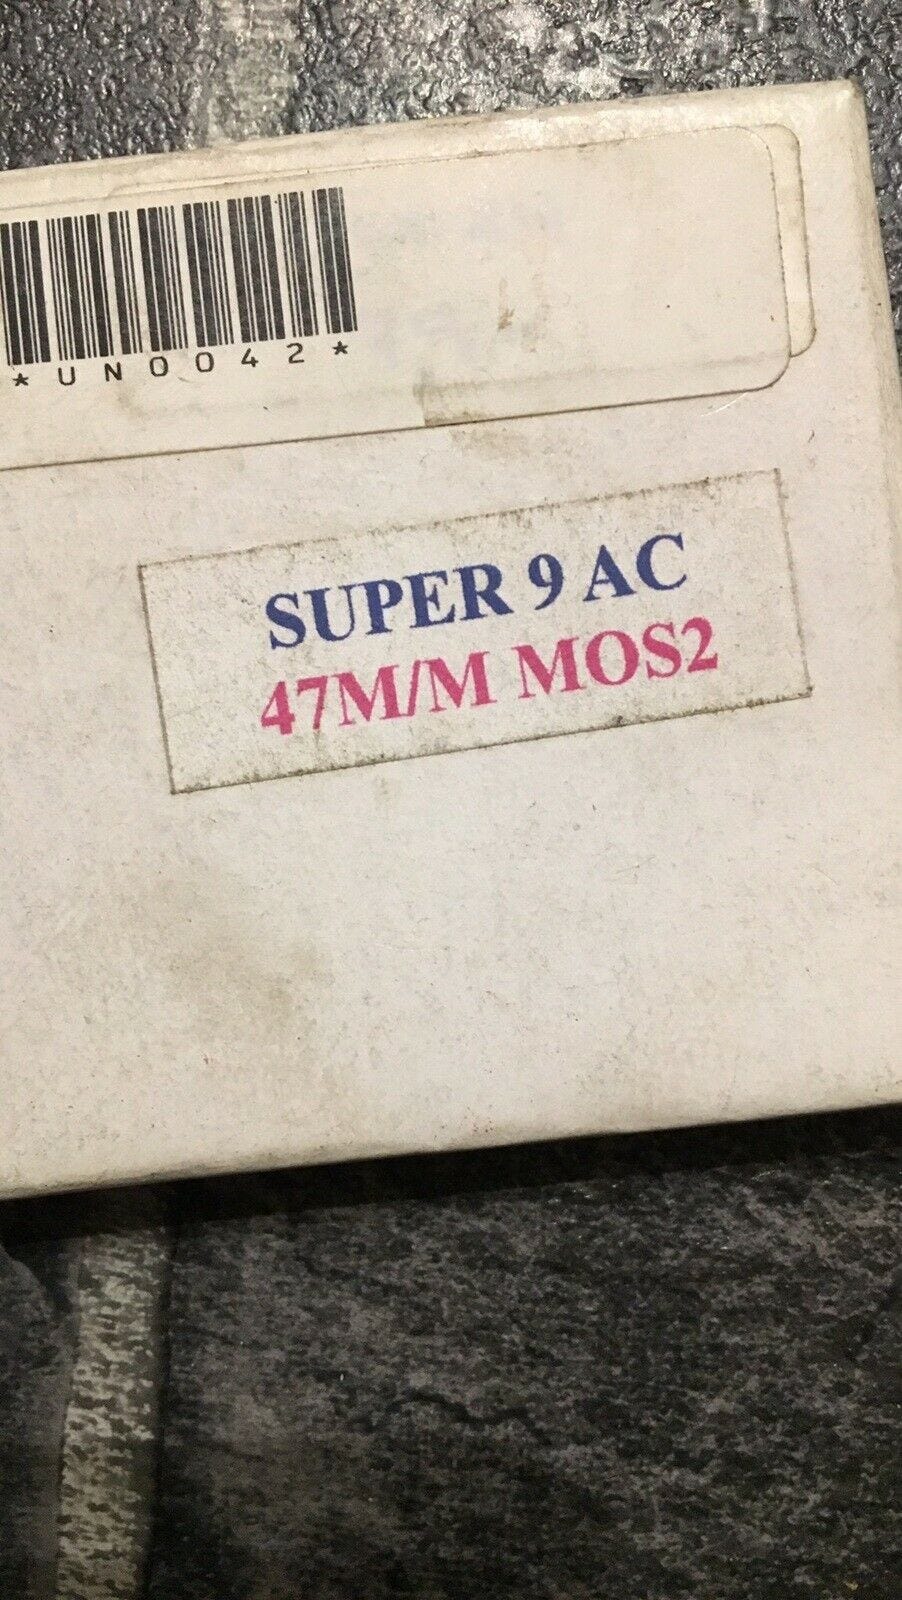 *UN0042*
SUPER 9 AC
47M/M MOS2